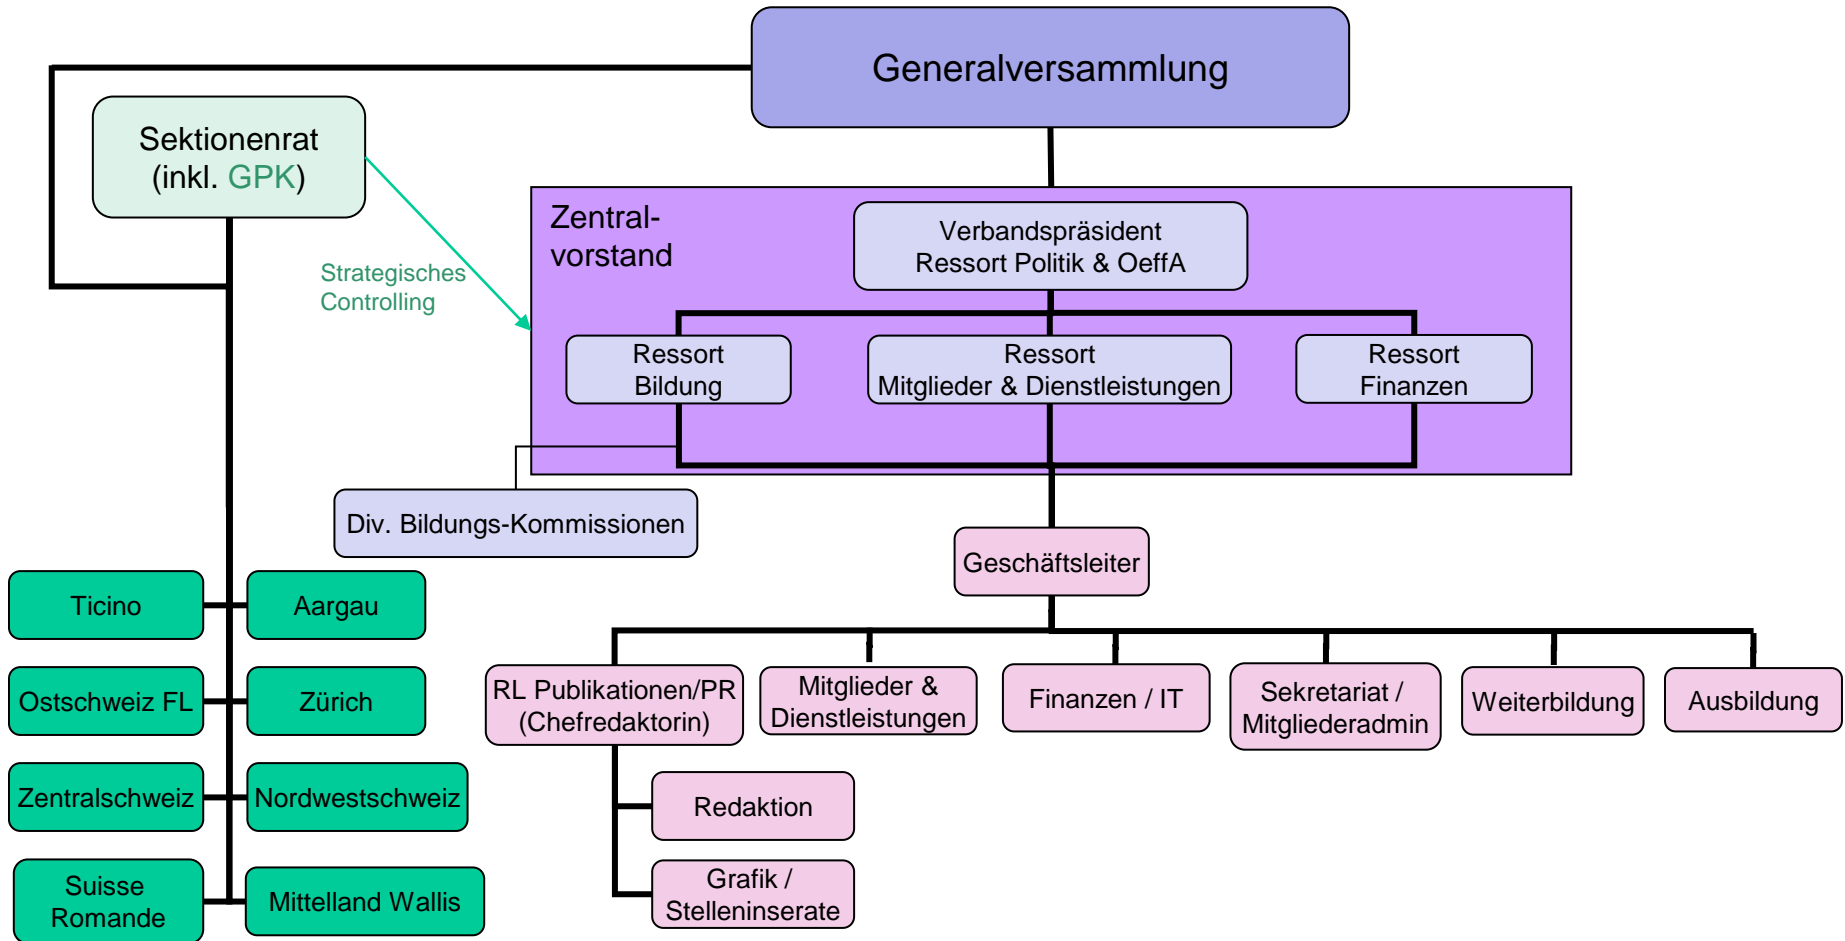 Generalversammlung
Sektionenrat
(inkl. GPK)
Strategisches
Controlling
Zentral-
vorstand
Verbandspräsident
Ressort Politik & OeffA
Ressort
Bildung
Ressort
Mitglieder & Dienstleistungen
Ressort
Finanzen
Div. Bildungs-Kommissionen
Geschäftsleiter
Ticino
Aargau
Ostschweiz FL
Zürich
Zentralschweiz
Nordwestschweiz
Suisse
Romande
Mittelland Wallis
RL Publikationen/PR
(Chefredaktorin)
Mitglieder &
Dienstleistungen
Finanzen / IT
Sekretariat /
Mitgliederadmin
Weiterbildung
Ausbildung
Redaktion
Grafik /
Stelleninserate